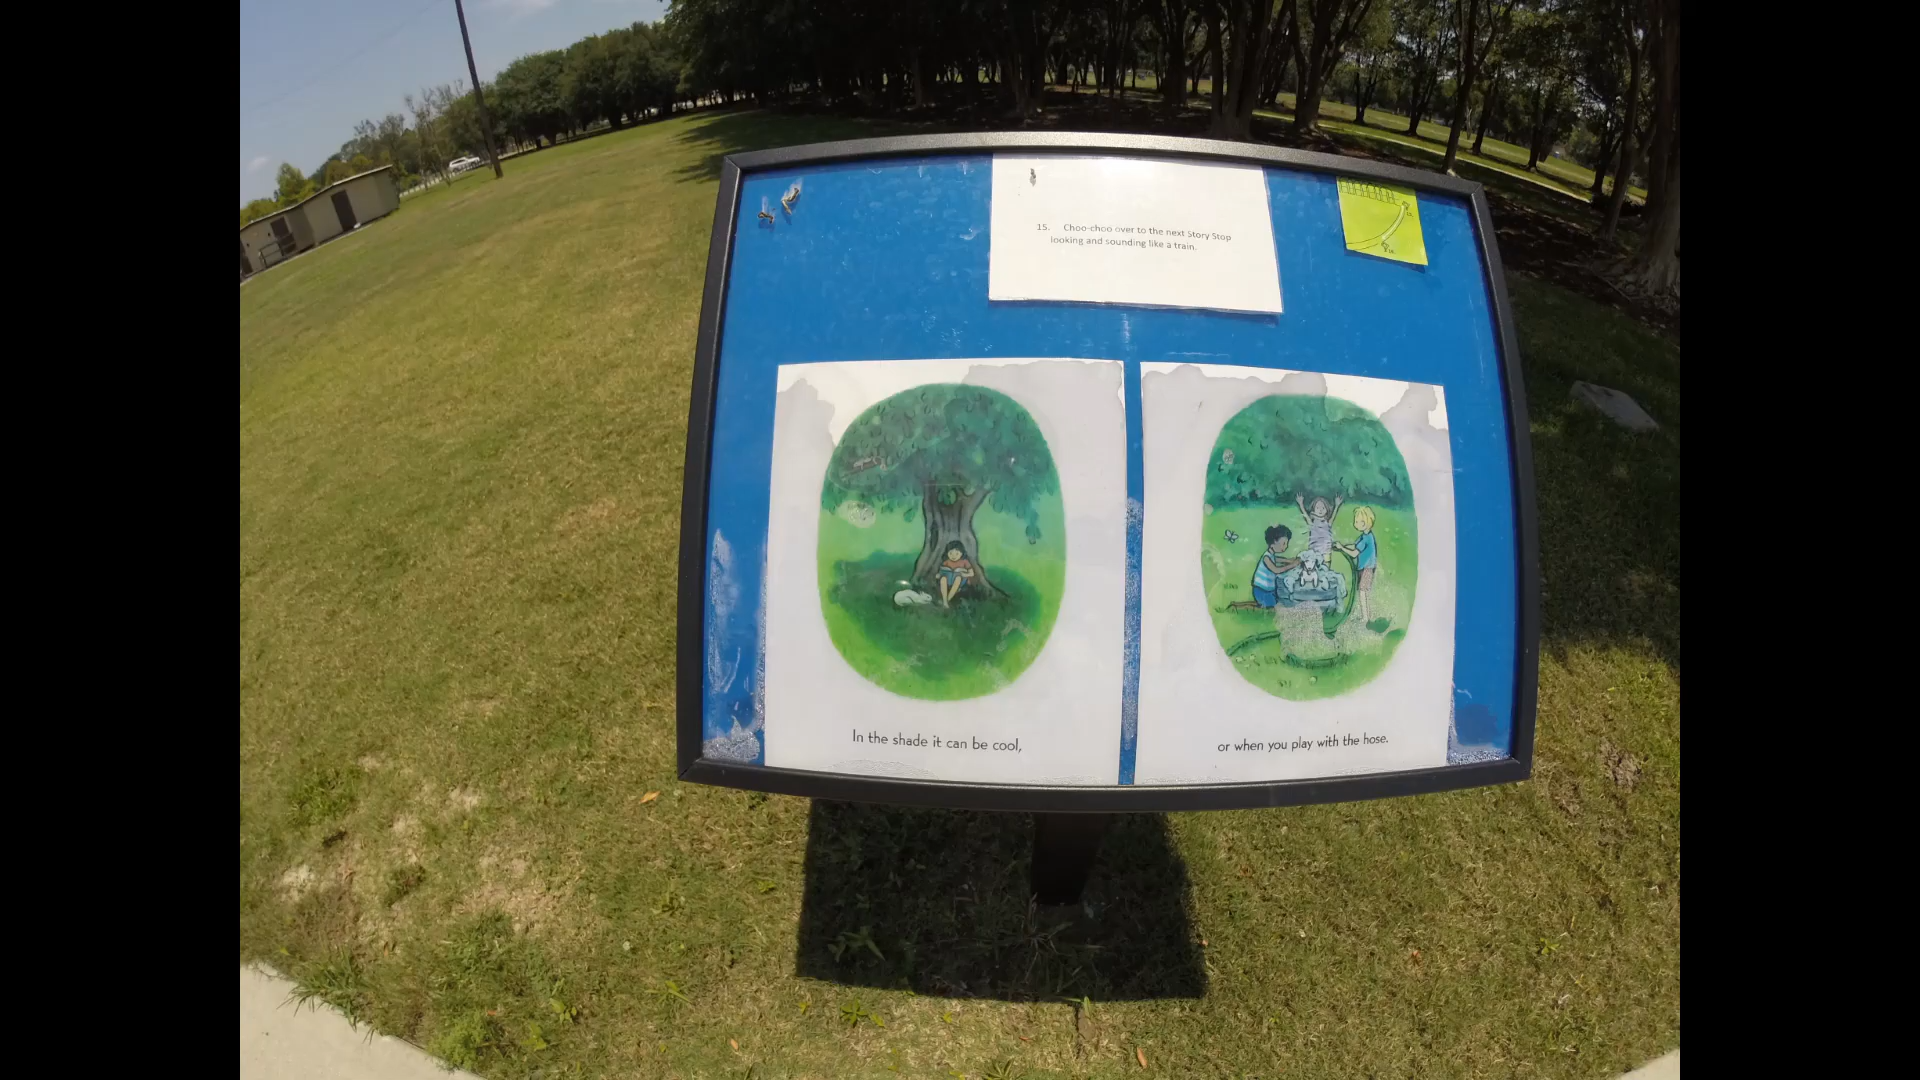 15. Choo-choo over to the next Story Stop
looking and sounding like a train.
In the shade it can be cool,
or when you play with the hose.